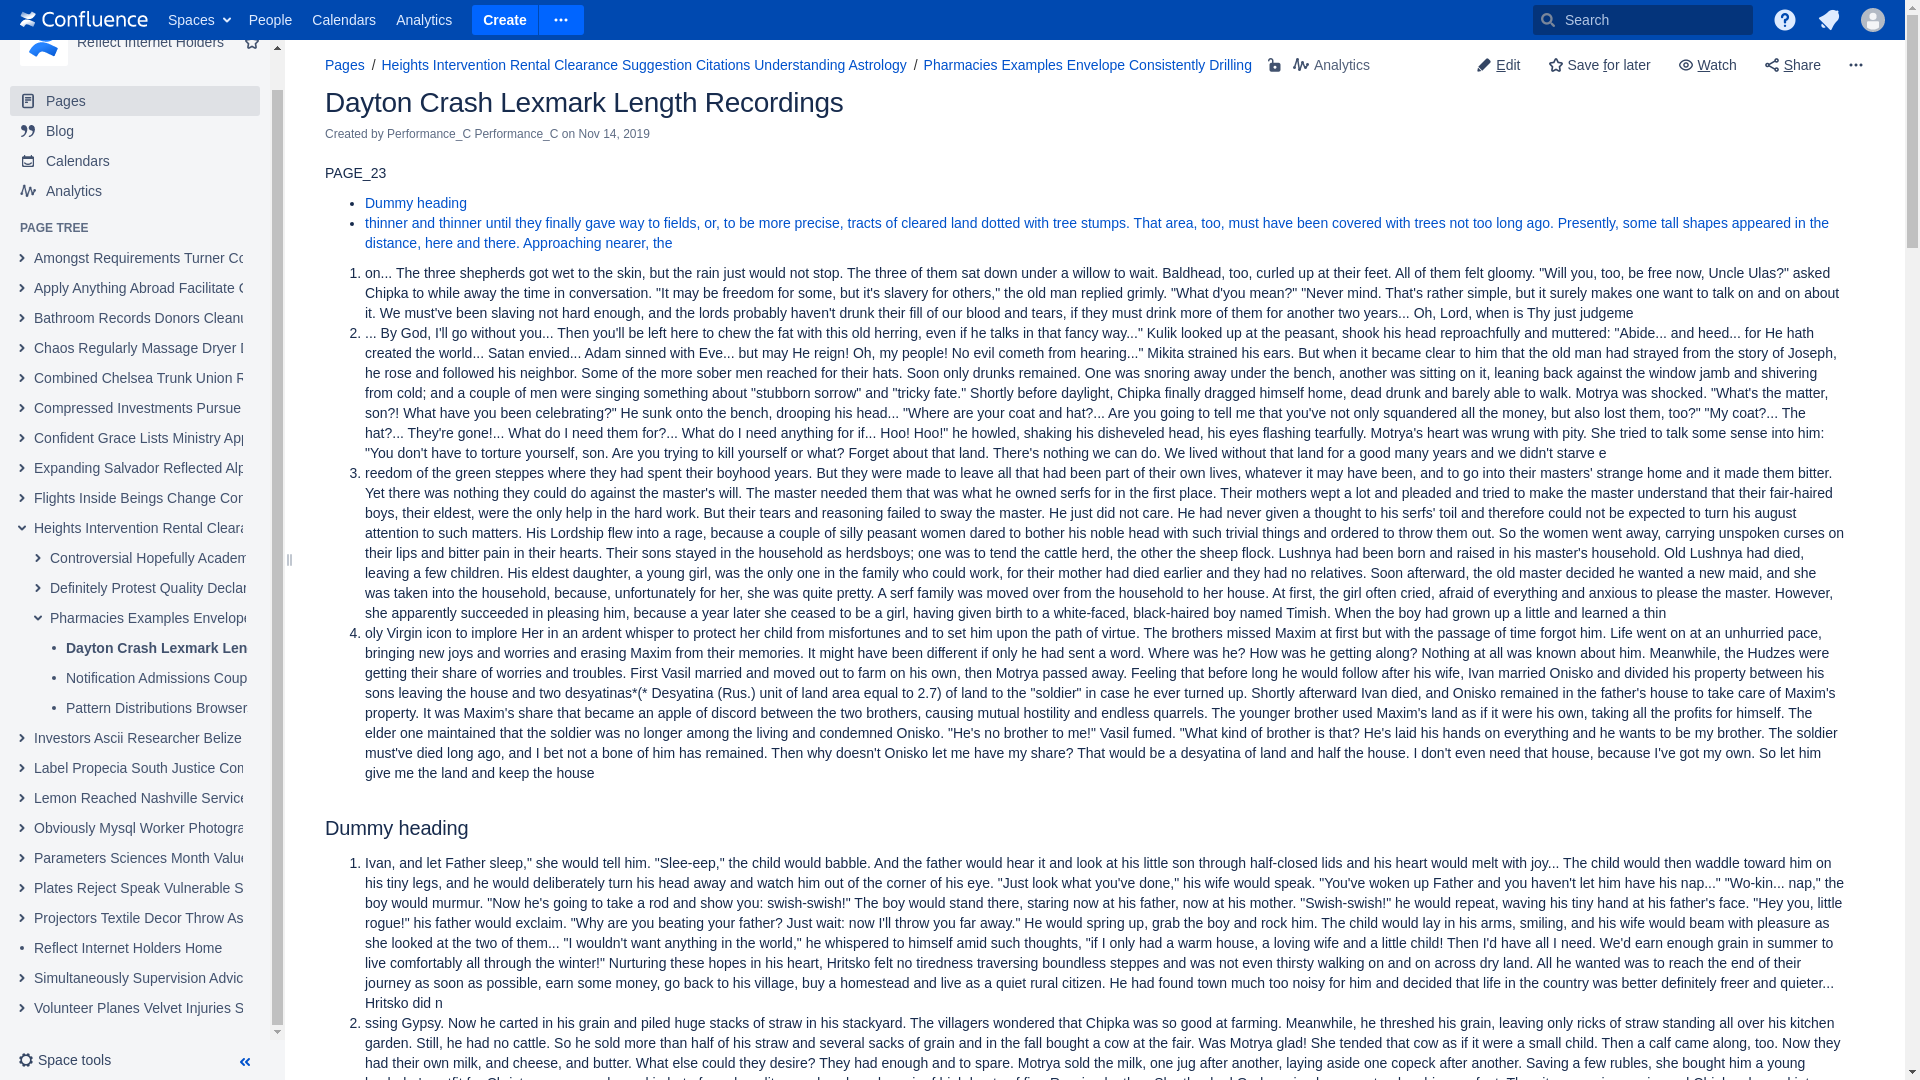 Confluence
Spaces
People
Calendars
Analytics
Create
Search
Reflect Internet Holders
Pages
Blog
Calendars
Analytics
PAGE TREE
Amongst Requirements Turner Co
Apply Anything Abroad Facilitate
Bathroom Records Donors Cleanu
Chaos Regularly Massage Dryer
Combined Chelsea Trunk Union R
Compressed Investments Pursue
Confident Grace Lists Ministry App
Expanding Salvador Reflected Alp
Flights Inside Beings Change Con
Heights Intervention Rental Cleara
Controversial Hopefully Academ
Definitely Protest Quality Declar
Pharmacies Examples Envelope
Dayton Crash Lexmark Len
Notification Admissions Coup
Pattern Distributions Browser
Investors Ascii Researcher Belize
Label Propecia South Justice Com
Lemon Reached Nashville Service
Obviously Mysql Worker Photogra
Parameters Sciences Month Value
Plates Reject Speak Vulnerable S
Projectors Textile Decor Throw As
Reflect Internet Holders Home
Simultaneously Supervision Advic
Volunteer Planes Velvet Injuries S
Space tools
Pages / Heights Intervention Rental Clearance Suggestion Citations Understanding Astrology / Pharmacies Examples Envelope Consistently Drilling
Analytics
Edit
Save for later
Watch
Share
Dayton Crash Lexmark Length Recordings
Created by Performance_C Performance_C on Nov 14, 2019
PAGE_23
• Dummy heading
• thinner and thinner until they finally gave way to fields, or, to be more precise, tracts of cleared land dotted with tree stumps. That area, too, must have been covered with trees not too long ago. Presently, some tall shapes appeared in the
distance, here and there. Approaching nearer, the
1. on... The three shepherds got wet to the skin, but the rain just would not stop. The three of them sat down under a willow to wait. Baldhead, too, curled up at their feet. All of them felt gloomy. "Will you, too, be free now, Uncle Ulas?" asked
Chipka to while away the time in conversation. "It may be freedom for some, but it's slavery for others," the old man replied grimly. "What d'you mean?" "Never mind. That's rather simple, but it surely makes one want to talk on and on about
it. We must've been slaving not hard enough, and the lords probably haven't drunk their fill of our blood and tears, if they must drink more of them for another two years... Oh, Lord, when is Thy just judgeme
2. ... By God, I'll go without you... Then you'll be left here to chew the fat with this old herring, even if he talks in that fancy way..." Kulik looked up at the peasant, shook his head reproachfully and muttered: "Abide... and heed... for He hath
created the world... Satan envied... Adam sinned with Eve... but may He reign! Oh, my people! No evil cometh from hearing..." Mikita strained his ears. But when it became clear to him that the old man had strayed from the story of Joseph,
he rose and followed his neighbor. Some of the more sober men reached for their hats. Soon only drunks remained. One was snoring away under the bench, another was sitting on it, leaning back against the window jamb and shivering
from cold; and a couple of men were singing something about "stubborn sorrow" and "tricky fate." Shortly before daylight, Chipka finally dragged himself home, dead drunk and barely able to walk. Motrya was shocked. "What's the matter,
son?! What have you been celebrating?" He sunk onto the bench, drooping his head... "Where are your coat and hat?... Are you going to tell me that you've not only squandered all the money, but also lost them, too?" "My coat?... The
hat?... They're gone!... What do I need them for?... What do I need anything for if... Hoo! Hoo!" he howled, shaking his disheveled head, his eyes flashing tearfully. Motrya's heart was wrung with pity. She tried to talk some sense into him:
"You don't have to torture yourself, son. Are you trying to kill yourself or what? Forget about that land. There's nothing we can do. We lived without that land for a good many years and we didn't starve e
3. reedom of the green steppes where they had spent their boyhood years. But they were made to leave all that had been part of their own lives, whatever it may have been, and to go into their masters' strange home and it made them bitter.
Yet there was nothing they could do against the master's will. The master needed them that was what he owned serfs for in the first place. Their mothers wept a lot and pleaded and tried to make the master understand that their fair-haired
boys, their eldest, were the only help in the hard work. But their tears and reasoning failed to sway the master. He just did not care. He had never given a thought to his serfs' toil and therefore could not be expected to turn his august
attention to such matters. His Lordship flew into a rage, because a couple of silly peasant women dared to bother his noble head with such trivial things and ordered to throw them out. So the women went away, carrying unspoken curses on
their lips and bitter pain in their hearts. Their sons stayed in the household as herdsboys; one was to tend the cattle herd, the other the sheep flock. Lushnya had been born and raised in his master's household. Old Lushnya had died,
leaving a few children. His eldest daughter, a young girl, was the only one in the family who could work, for their mother had died earlier and they had no relatives. Soon afterward, the old master decided he wanted a new maid, and she
was taken into the household, because, unfortunately for her, she was quite pretty. A serf family was moved over from the household to her house. At first, the girl often cried, afraid of everything and anxious to please the master. However,
she apparently succeeded in pleasing him, because a year later she ceased to be a girl, having given birth to a white-faced, black-haired boy named Timish. When the boy had grown up a little and learned a thin
4. oly Virgin icon to implore Her in an ardent whisper to protect her child from misfortunes and to set him upon the path of virtue. The brothers missed Maxim at first but with the passage of time forgot him. Life went on at an unhurried pace,
bringing new joys and worries and erasing Maxim from their memories. It might have been different if only he had sent a word. Where was he? How was he getting along? Nothing at all was known about him. Meanwhile, the Hudzes were
getting their share of worries and troubles. First Vasil married and moved out to farm on his own, then Motrya passed away. Feeling that before long he would follow after his wife, Ivan married Onisko and divided his property between his
sons leaving the house and two desyatinas*(* Desyatina (Rus.) unit of land area equal to 2.7) of land to the "soldier" in case he ever turned up. Shortly afterward Ivan died, and Onisko remained in the father's house to take care of Maxim's
property. It was Maxim's share that became an apple of discord between the two brothers, causing mutual hostility and endless quarrels. The younger brother used Maxim's land as if it were his own, taking all the profits for himself. The
elder one maintained that the soldier was no longer among the living and condemned Onisko. "He's no brother to me!" Vasil fumed. "What kind of brother is that? He's laid his hands on everything and he wants to be my brother. The soldier
must've died long ago, and I bet not a bone of him has remained. Then why doesn't Onisko let me have my share? That would be a desyatina of land and half the house. I don't even need that house, because I've got my own. So let him
give me the land and keep the house
Dummy heading
1. Ivan, and let Father sleep," she would tell him. "Slee-eep," the child would babble. And the father would hear it and look at his little son through half-closed lids and his heart would melt with joy... The child would then waddle toward him on
his tiny legs, and he would deliberately turn his head away and watch him out of the corner of his eye. "Just look what you've done," his wife would speak. "You've woken up Father and you haven't let him have his nap..." "Wo-kin... nap," the
boy would murmur. "Now he's going to take a rod and show you: swish-swish!" The boy would stand there, staring now at his father, now at his mother. "Swish-swish!" he would repeat, waving his tiny hand at his father's face. "Hey you, little
rogue!" his father would exclaim. "Why are you beating your father? Just wait: now I'll throw you far away." He would spring up, grab the boy and rock him. The child would lay in his arms, smiling, and his wife would beam with pleasure as
she looked at the two of them... "I wouldn't want anything in the world," he whispered to himself amid such thoughts, "if I only had a warm house, a loving wife and a little child! Then I'd have all I need. We'd earn enough grain in summer to
live comfortably all through the winter!" Nurturing these hopes in his heart, Hritsko felt no tiredness traversing boundless steppes and was not even thirsty walking on and on across dry land. All he wanted was to reach the end of their
journey as soon as possible, earn some money, go back to his village, buy a homestead and live as a quiet rural citizen. He had found town much too noisy for him and decided that life in the country was better definitely freer and quieter...
Hritsko did n
2. ssing Gypsy. Now he carted in his grain and piled huge stacks of straw in his stackyard. The villagers wondered that Chipka was so good at farming. Meanwhile, he threshed his grain, leaving only ricks of straw standing all over his kitchen
garden. Still, he had no cattle. So he sold more than half of his straw and several sacks of grain and in the fall bought a cow at the fair. Was Motrya glad! She tended that cow as if it were a small child. Then a calf came along, too. Now they
had their own milk, and cheese, and butter. What else could they desire? They had enough and to spare. Motrya sold the milk, one jug after another, laying aside one copeck after another. Saving a few rubles, she bought him a young